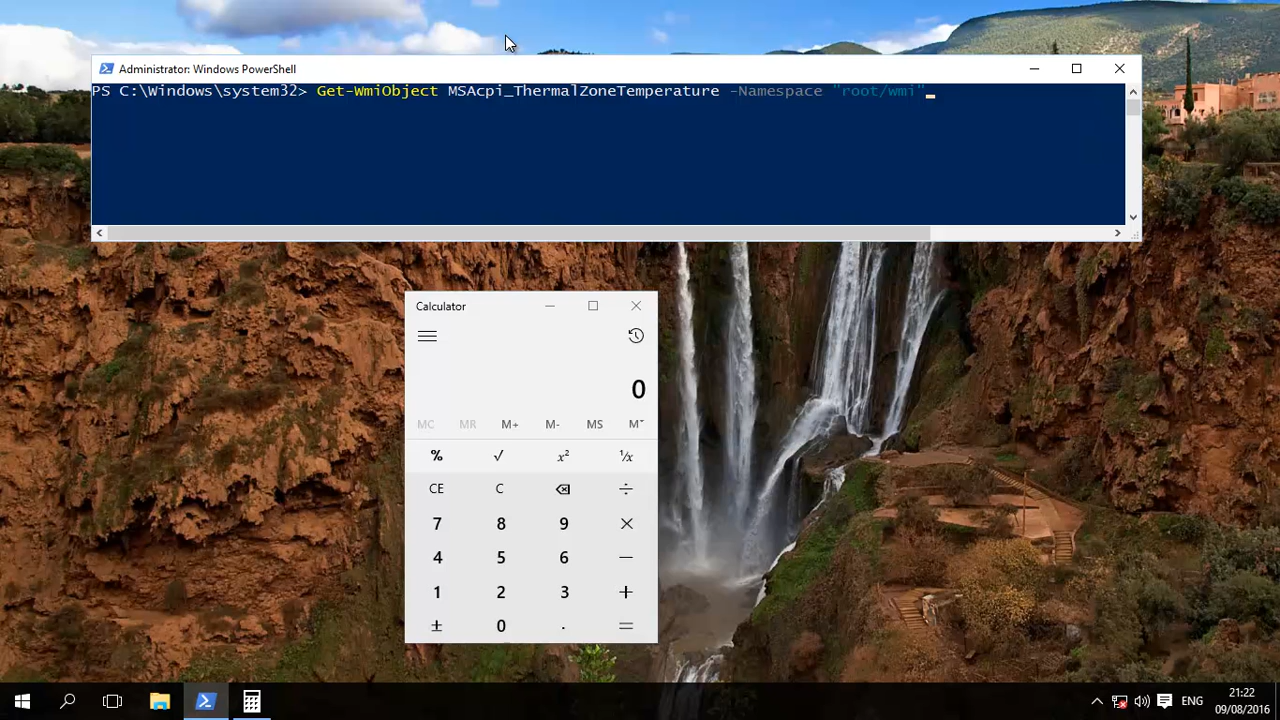 Administrator: Windows PowerShell
PS C:\Windows\system32> Get-WmiObject MSAcpi_ThermalZoneTemperature -Namespace "root/wmi"
Calculator
0
MC MR M+ M- MS M˅
% √ x² ¹/x
CE C ÷
7 8 9 ×
4 5 6 −
1 2 3 +
± 0 . =
ENG
21:22
09/08/2016